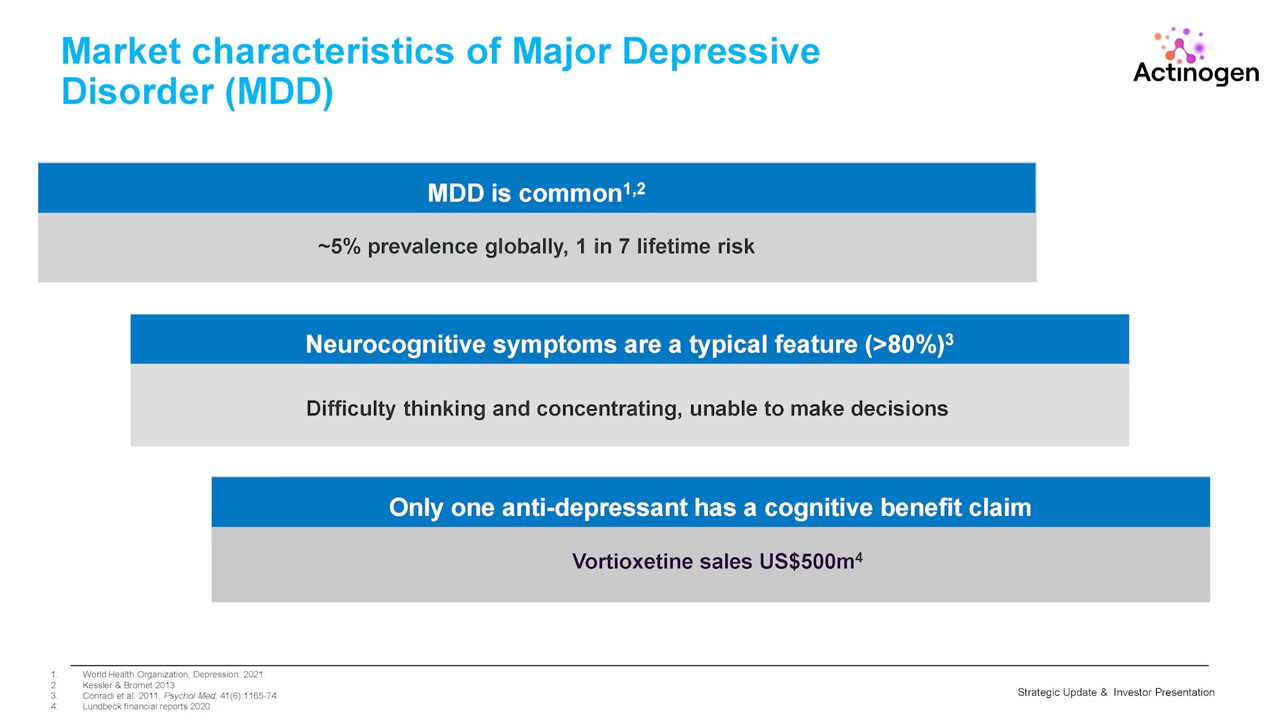 Market characteristics of Major Depressive
Disorder (MDD)
Actinogen
MDD is common1,2
~5% prevalence globally, 1 in 7 lifetime risk
Neurocognitive symptoms are a typical feature (>80%)3
Difficulty thinking and concentrating, unable to make decisions
Only one anti-depressant has a cognitive benefit claim
Vortioxetine sales US$500m4
1. World Health Organization, Depression. 2021.
2. Kessler & Bromet 2013
3. Conradi et al. 2011, Psychol Med, 41(6):1165-74.
4. Lundbeck financial reports 2020
Strategic Update & Investor Presentation